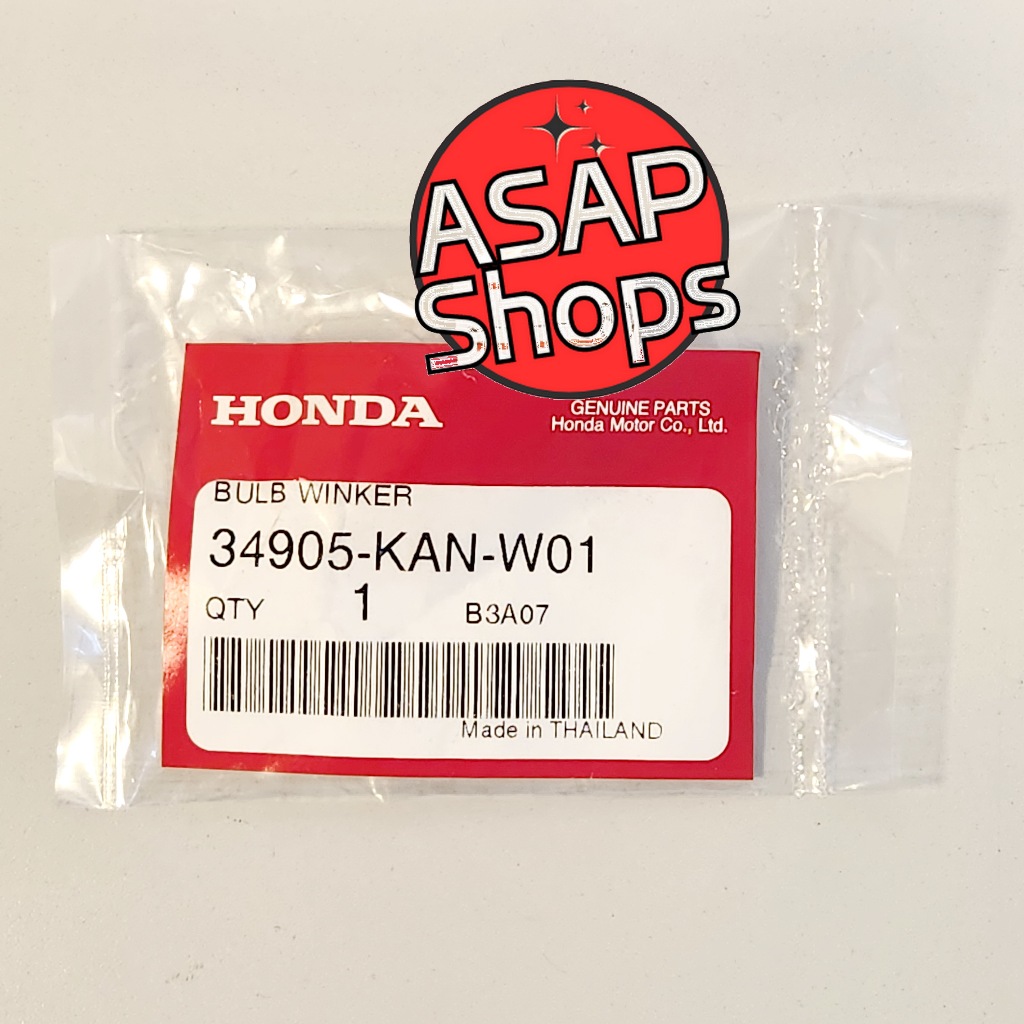 ASAP
Shops
HONDA
GENUINE PARTS
Honda Motor Co., Ltd.
BULB WINKER
34905-KAN-W01
QTY 1 B3A07
Made in THAILAND